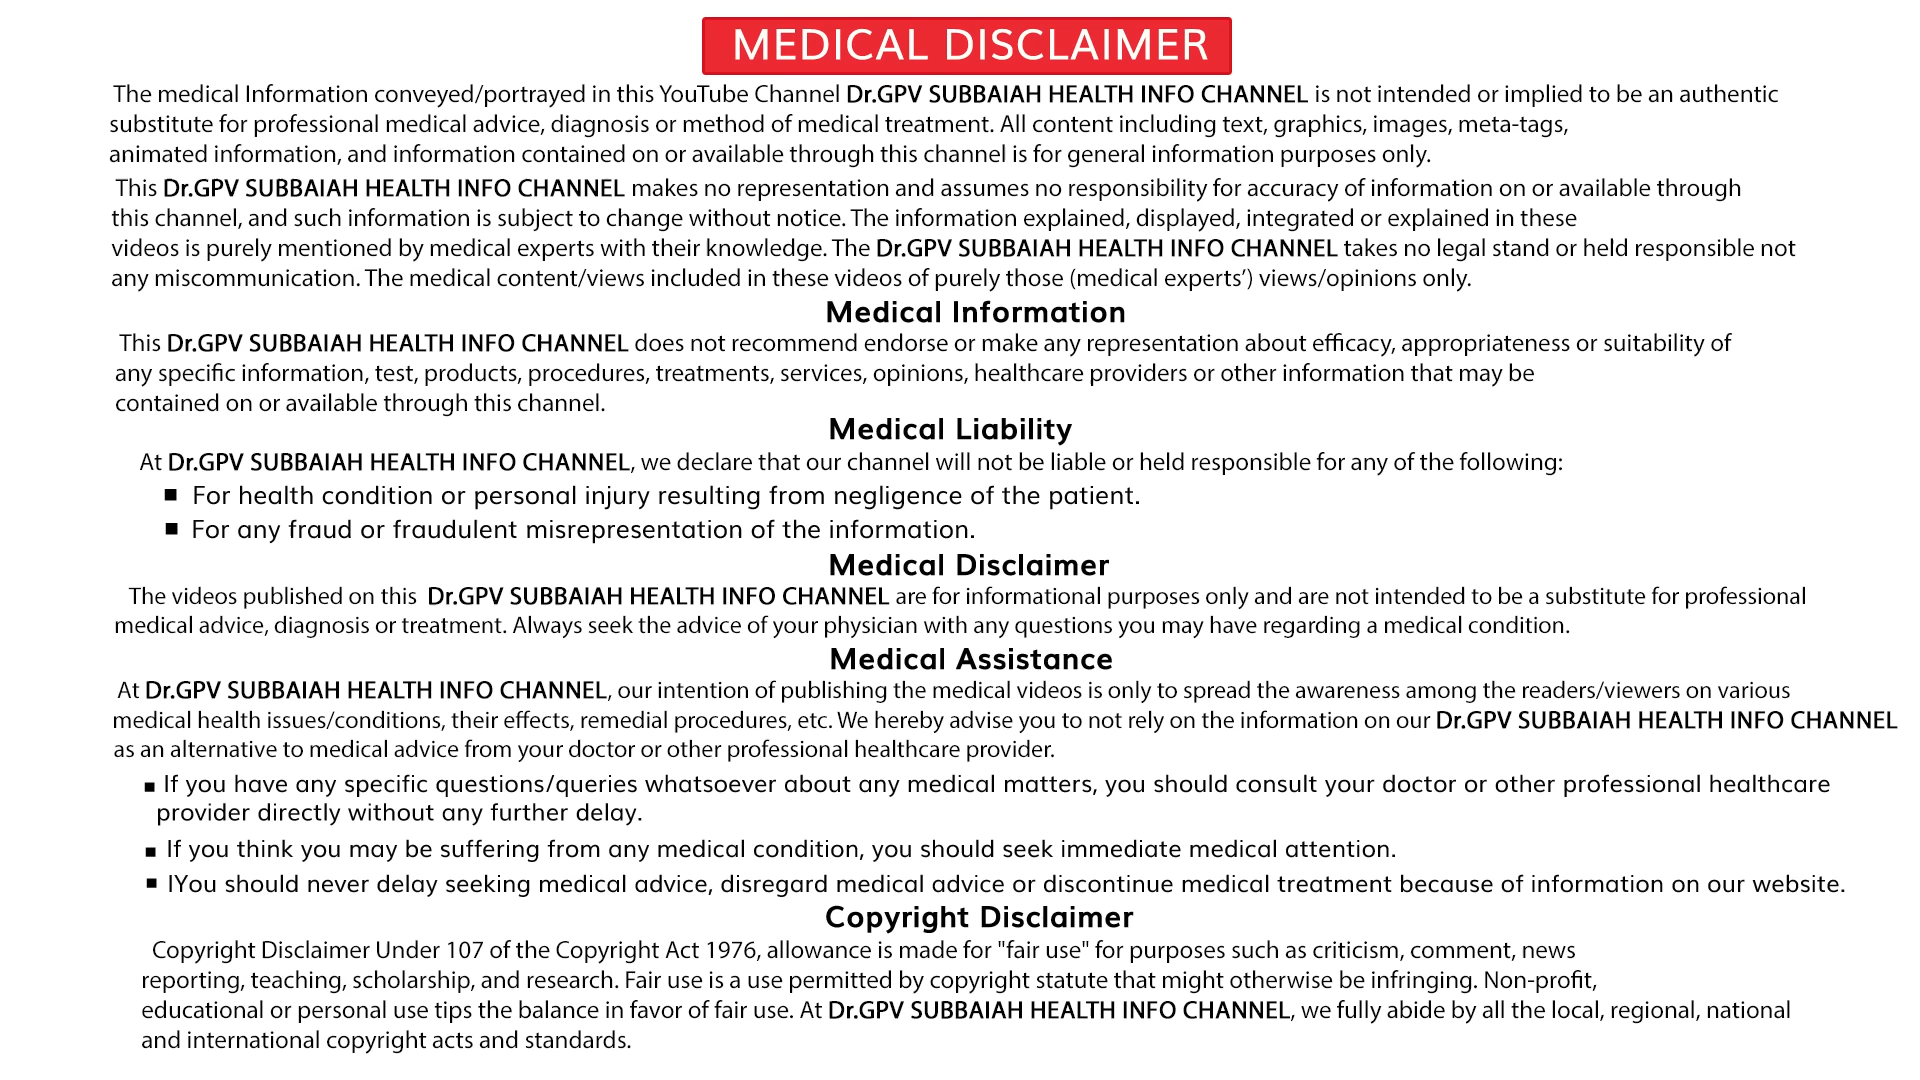 MEDICAL DISCLAIMER
The medical Information conveyed/portrayed in this YouTube Channel Dr.GPV SUBBAIAH HEALTH INFO CHANNEL is not intended or implied to be an authentic
substitute for professional medical advice, diagnosis or method of medical treatment. All content including text, graphics, images, meta-tags,
animated information, and information contained on or available through this channel is for general information purposes only.
This Dr.GPV SUBBAIAH HEALTH INFO CHANNEL makes no representation and assumes no responsibility for accuracy of information on or available through
this channel, and such information is subject to change without notice. The information explained, displayed, integrated or explained in these
videos is purely mentioned by medical experts with their knowledge. The Dr.GPV SUBBAIAH HEALTH INFO CHANNEL takes no legal stand or held responsible not
any miscommunication. The medical content/views included in these videos of purely those (medical experts’) views/opinions only.
Medical Information
This Dr.GPV SUBBAIAH HEALTH INFO CHANNEL does not recommend endorse or make any representation about efficacy, appropriateness or suitability of
any specific information, test, products, procedures, treatments, services, opinions, healthcare providers or other information that may be
contained on or available through this channel.
Medical Liability
At Dr.GPV SUBBAIAH HEALTH INFO CHANNEL, we declare that our channel will not be liable or held responsible for any of the following:
■ For health condition or personal injury resulting from negligence of the patient.
■ For any fraud or fraudulent misrepresentation of the information.
Medical Disclaimer
The videos published on this Dr.GPV SUBBAIAH HEALTH INFO CHANNEL are for informational purposes only and are not intended to be a substitute for professional
medical advice, diagnosis or treatment. Always seek the advice of your physician with any questions you may have regarding a medical condition.
Medical Assistance
At Dr.GPV SUBBAIAH HEALTH INFO CHANNEL, our intention of publishing the medical videos is only to spread the awareness among the readers/viewers on various
medical health issues/conditions, their effects, remedial procedures, etc. We hereby advise you to not rely on the information on our Dr.GPV SUBBAIAH HEALTH INFO CHANNEL
as an alternative to medical advice from your doctor or other professional healthcare provider.
■ If you have any specific questions/queries whatsoever about any medical matters, you should consult your doctor or other professional healthcare
provider directly without any further delay.
■ If you think you may be suffering from any medical condition, you should seek immediate medical attention.
■ IYou should never delay seeking medical advice, disregard medical advice or discontinue medical treatment because of information on our website.
Copyright Disclaimer
Copyright Disclaimer Under 107 of the Copyright Act 1976, allowance is made for "fair use" for purposes such as criticism, comment, news
reporting, teaching, scholarship, and research. Fair use is a use permitted by copyright statute that might otherwise be infringing. Non-profit,
educational or personal use tips the balance in favor of fair use. At Dr.GPV SUBBAIAH HEALTH INFO CHANNEL, we fully abide by all the local, regional, national
and international copyright acts and standards.